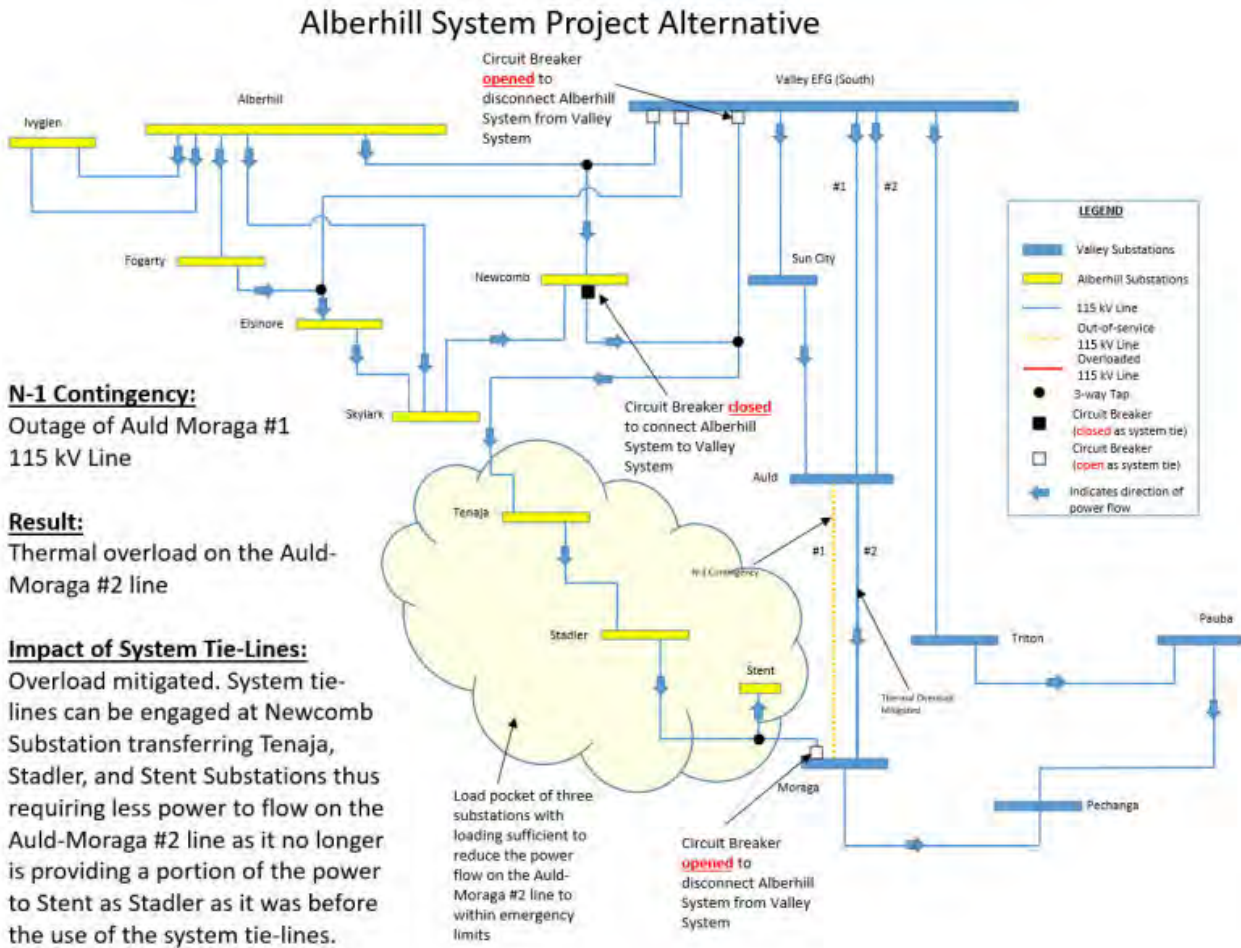 Alberhill System Project Alternative
Circuit Breaker
opened to
disconnect Alberhill
System from Valley
System
Valley EFG (South)
Alberhill
Ivyglen
#1
#2
LEGEND
Valley Substations
Alberhill Substations
115 kV Line
Out-of-service
115 kV Line
Overloaded
115 kV Line
3-way Tap
Circuit Breaker
(closed as system tie)
Circuit Breaker
(open as system tie)
Indicates direction of
power flow
Fogarty
Newcomb
Sun City
Elsinore
Skylark
Circuit Breaker closed
to connect Alberhill
System to Valley
System
N-1 Contingency:
Outage of Auld Moraga #1
115 kV Line
Result:
Thermal overload on the Auld-
Moraga #2 line
Impact of System Tie-Lines:
Overload mitigated. System tie-
lines can be engaged at Newcomb
Substation transferring Tenaja,
Stadler, and Stent Substations thus
requiring less power to flow on the
Auld-Moraga #2 line as it no longer
is providing a portion of the power
to Stent as Stadler as it was before
the use of the system tie-lines.
Auld
Tenaja
#1
#2
N-1 Contingency
Stadler
Stent
Triton
Pauba
Thermal Overload
Mitigated
Moraga
Pechanga
Load pocket of three
substations with
loading sufficient to
reduce the power
flow on the Auld-
Moraga #2 line to
within emergency
limits
Circuit Breaker
opened to
disconnect Alberhill
System from Valley
System